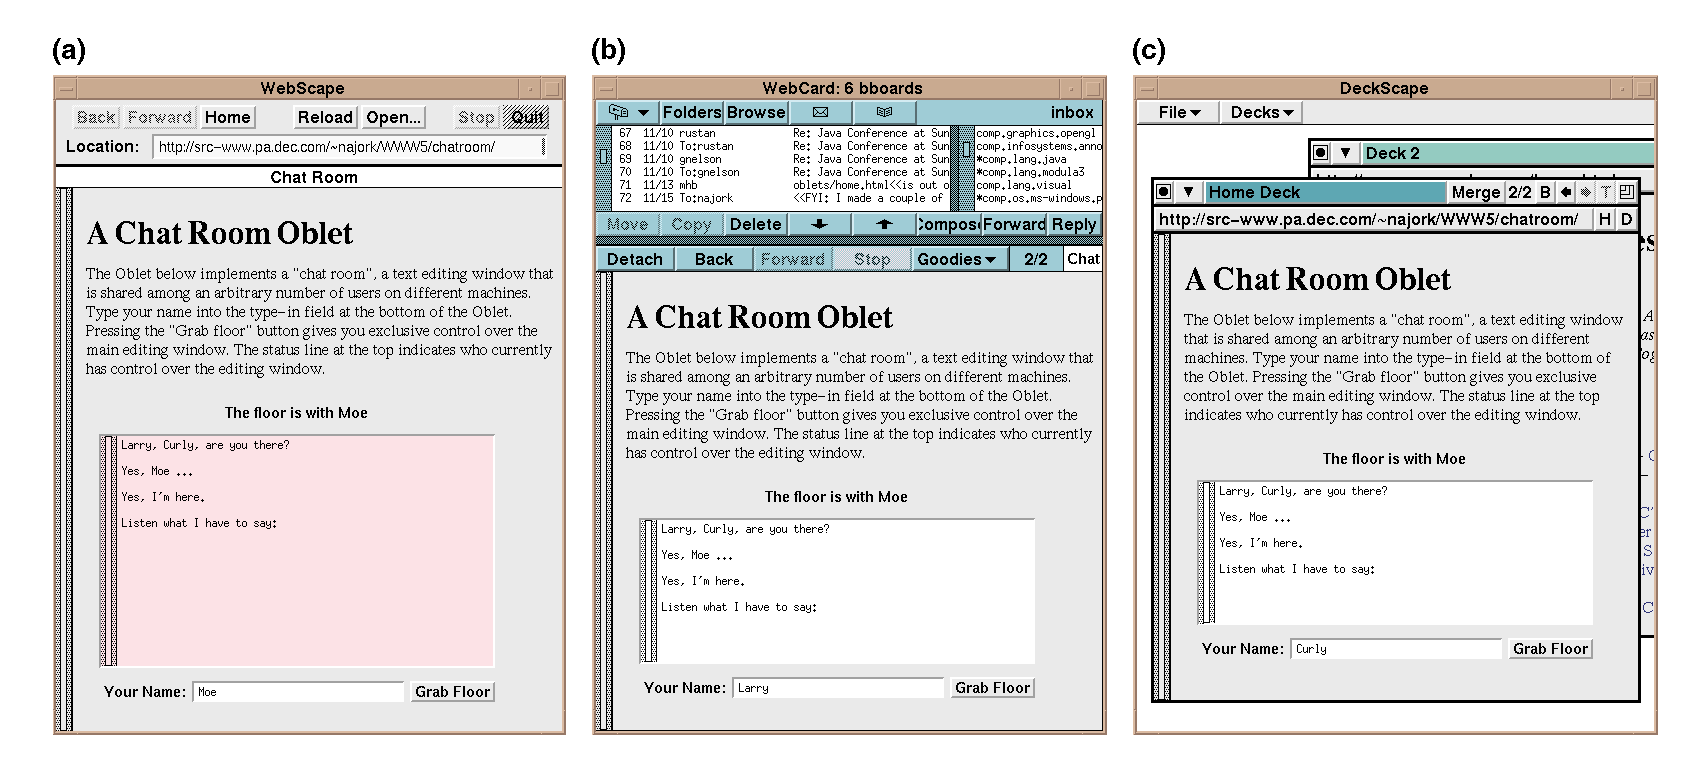 (a)
WebScape
Back Forward Home Reload Open... Stop Quit
Location: http://src-www.pa.dec.com/~najork/WWW5/chatroom/
Chat Room
A Chat Room Oblet
The Oblet below implements a "chat room", a text editing window that
is shared among an arbitrary number of users on different machines.
Type your name into the type-in field at the bottom of the Oblet.
Pressing the "Grab floor" button gives you exclusive control over the
main editing window. The status line at the top indicates who currently
has control over the editing window.
The floor is with Moe
Larry, Curly, are you there?
Yes, Moe ...
Yes, I'm here.
Listen what I have to say:
Your Name: Moe Grab Floor
(b)
WebCard: 6 bboards
Folders Browse inbox
67 11/10 rustan Re: Java Conference at Sun
68 11/10 To:rustan Re: Java Conference at Sun
69 11/10 gnelson Re: Java Conference at Sun
70 11/10 To:gnelson Re: Java Conference at Sun
71 11/13 mhb oblets/home.html<<is out o
72 11/15 To:najork <<FYI: I made a couple of
comp.graphics.opengl
comp.infosystems.anno
*comp.lang.java
*comp.lang.modula3
comp.lang.visual
*comp.os.ms-windows.p
Move Copy Delete Compose Forward Reply
Detach Back Forward Stop Goodies 2/2 Chat
A Chat Room Oblet
The Oblet below implements a "chat room", a text editing window that
is shared among an arbitrary number of users on different machines.
Type your name into the type-in field at the bottom of the Oblet.
Pressing the "Grab floor" button gives you exclusive control over the
main editing window. The status line at the top indicates who currently
has control over the editing window.
The floor is with Moe
Larry, Curly, are you there?
Yes, Moe ...
Yes, I'm here.
Listen what I have to say:
Your Name: Larry Grab Floor
(c)
DeckScape
File Decks
Deck 2
Home Deck Merge 2/2 B T
http://src-www.pa.dec.com/~najork/WWW5/chatroom/ H D
A Chat Room Oblet
The Oblet below implements a "chat room", a text editing window
that is shared among an arbitrary number of users on different
machines. Type your name into the type-in field at the bottom of
the Oblet. Pressing the "Grab floor" button gives you exclusive
control over the main editing window. The status line at the top
indicates who currently has control over the editing window.
The floor is with Moe
Larry, Curly, are you there?
Yes, Moe ...
Yes, I'm here.
Listen what I have to say:
Your Name: Curly Grab Floor